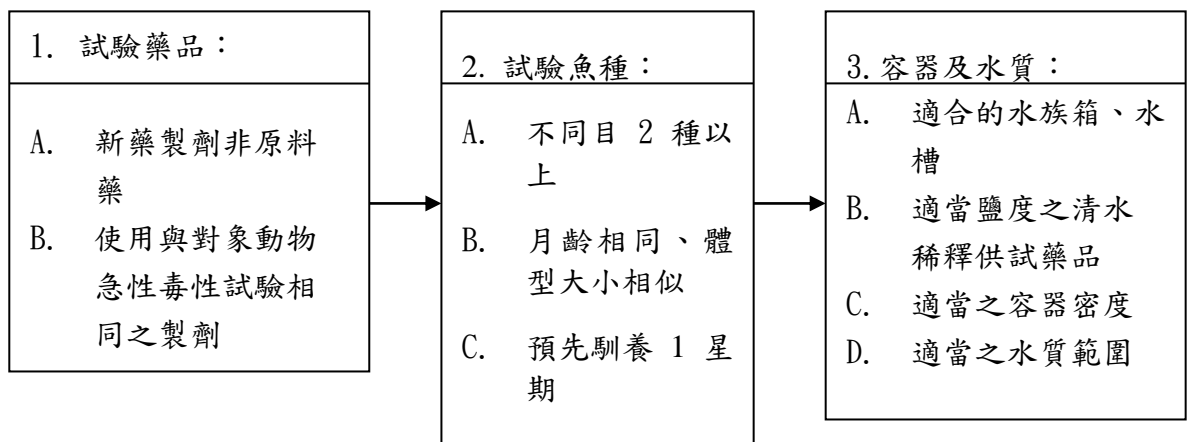 1. 試驗藥品：
A. 新藥製劑非原料
藥
B. 使用與對象動物
急性毒性試驗相
同之製劑
2. 試驗魚種：
A. 不同目 2 種以
上
B. 月齡相同、體
型大小相似
C. 預先馴養 1 星
期
3.容器及水質：
A. 適合的水族箱、水
槽
B. 適當鹽度之清水
稀釋供試藥品
C. 適當之容器密度
D. 適當之水質範圍